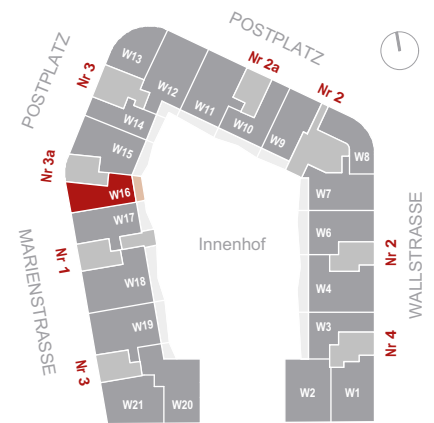 POSTPLATZ
Nr 2a
Nr 2
W13
W12
W11
W10
W9
W8
POSTPLATZ
Nr 3
W14
W15
Nr 3a
W16
W17
W7
W6
Innenhof
Nr 2
WALLSTRASSE
MARIENSTRASSE
Nr 1
W18
W4
W19
W3
Nr 4
Nr 3
W21
W20
W2
W1